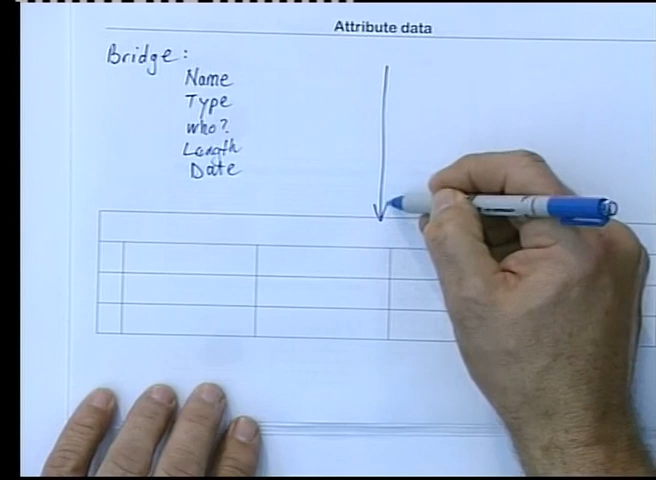 Attribute data
Bridge:
Name
Type
who?
Length
Date